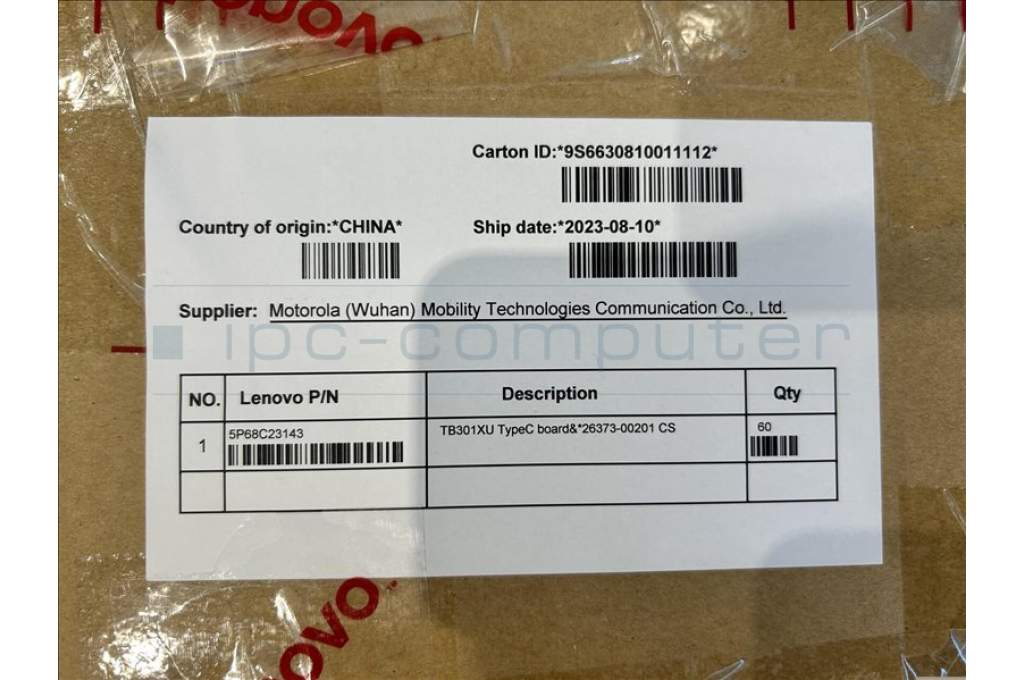 Lenovo
Carton ID:*9S6630810011112*
Country of origin:*CHINA* Ship date:*2023-08-10*
Supplier: Motorola (Wuhan) Mobility Technologies Communication Co., Ltd.
ipc-computer
NO. Lenovo P/N Description Qty
1 5P68C23143 TB301XU TypeC board&*26373-00201 CS 60
ovo